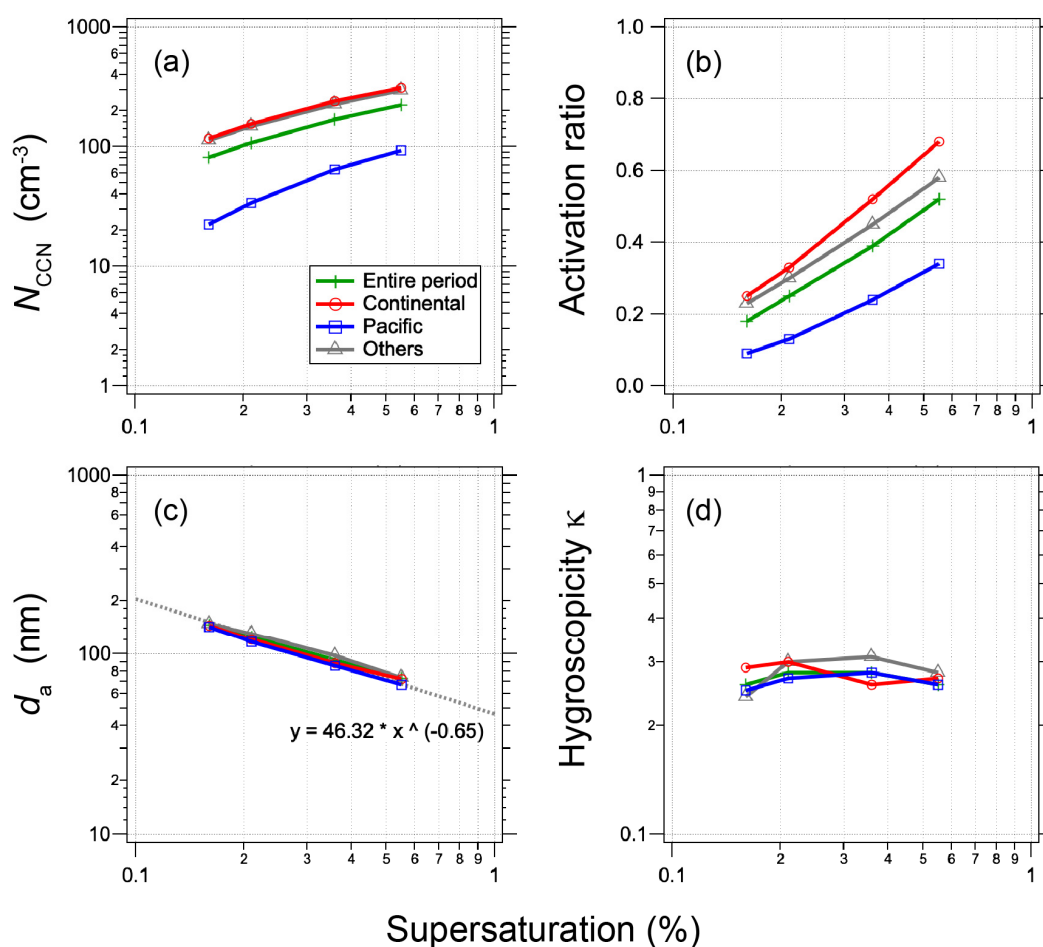 (a)
N_CCN (cm-3)
1000
8
6
4
2
100
8
6
4
2
10
8
6
4
2
1
Entire period
Continental
Pacific
Others
0.1
2 3 4 5 6 7 8 9
1
(b)
Activation ratio
1.0
0.8
0.6
0.4
0.2
0.0
0.1
2 3 4 5 6 7 8 9
1
(c)
d_a (nm)
1000
8
6
4
2
100
8
6
4
2
10
y = 46.32 * x ^ (-0.65)
0.1
2 3 4 5 6 7 8 9
1
(d)
Hygroscopicity κ
1
9
8
7
6
5
4
3
2
0.1
0.1
2 3 4 5 6 7 8 9
1
Supersaturation (%)